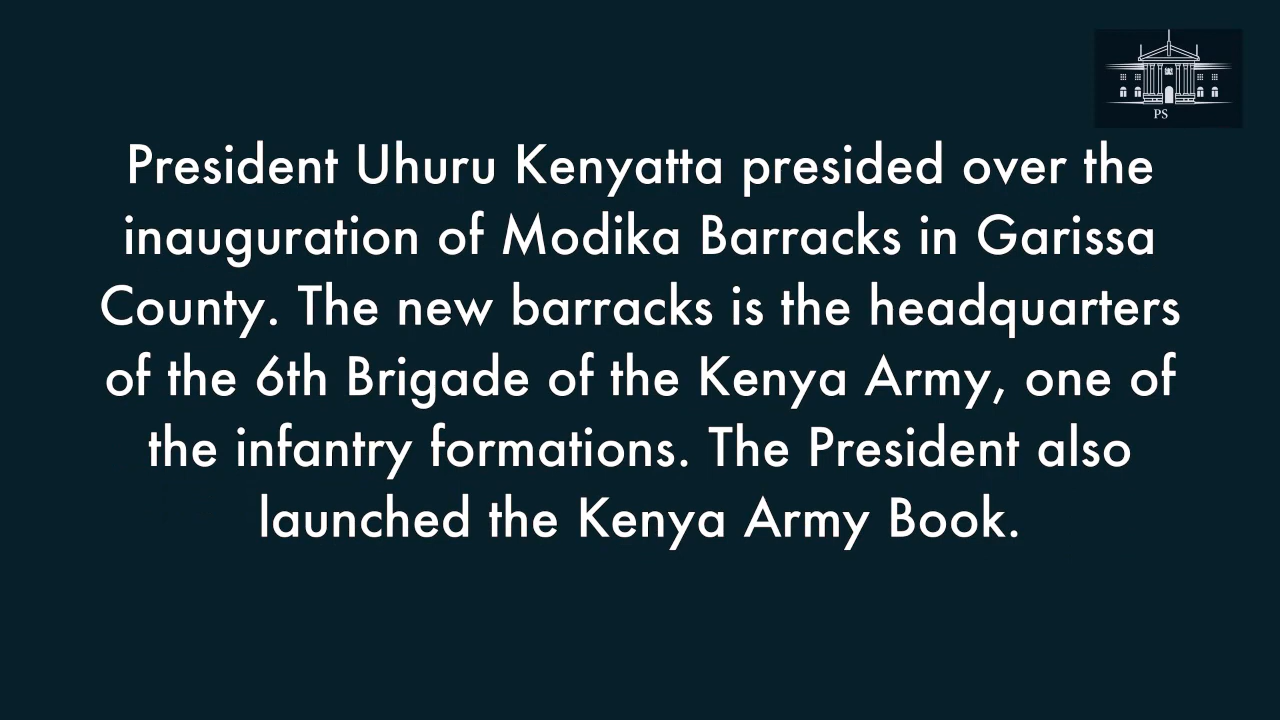 PS
President Uhuru Kenyatta presided over the
inauguration of Modika Barracks in Garissa
County. The new barracks is the headquarters
of the 6th Brigade of the Kenya Army, one of
the infantry formations. The President also
launched the Kenya Army Book.